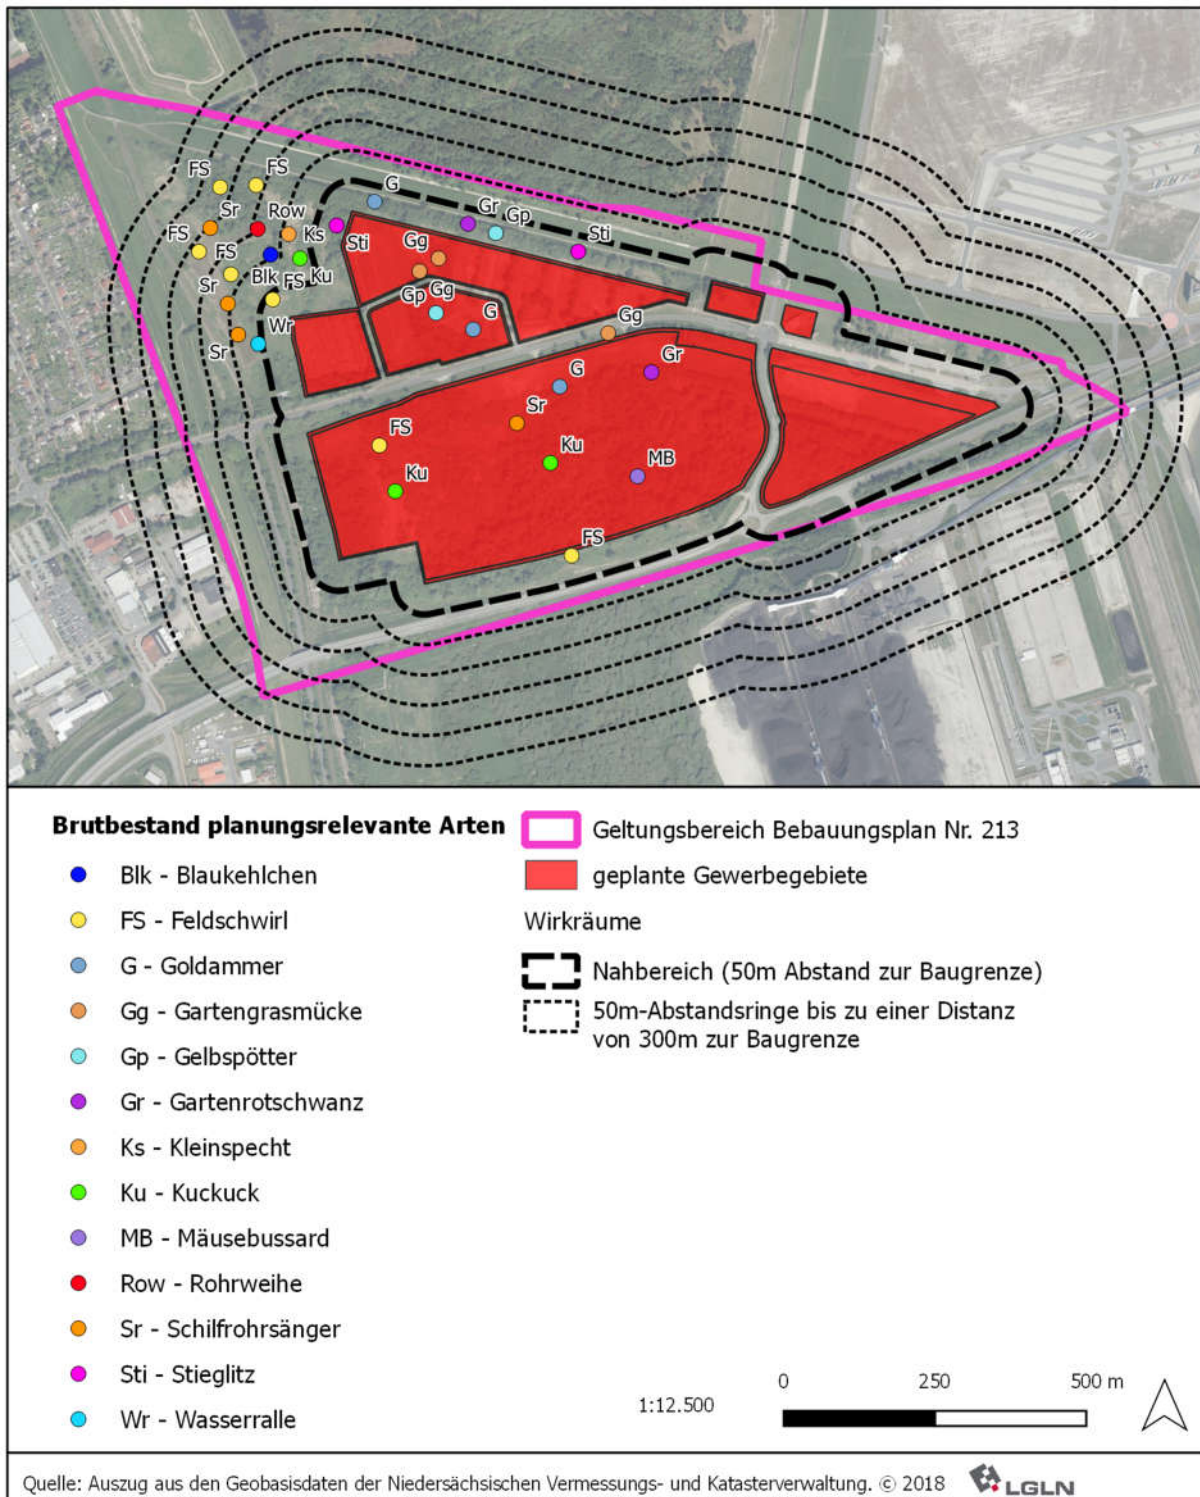 FS
FS
G
Sr
Row
Gr
Gp
FS
FS
Ks
Sti
Gg
Sti
Sr
Blk
FS
Ku
Gp
Gg
G
Gg
Sr
Wr
Gr
G
Sr
FS
Ku
Ku
MB
FS
Brutbestand planungsrelevante Arten
Blk - Blaukehlchen
FS - Feldschwirl
G - Goldammer
Gg - Gartengrasmücke
Gp - Gelbspötter
Gr - Gartenrotschwanz
Ks - Kleinspecht
Ku - Kuckuck
MB - Mäusebussard
Row - Rohrweihe
Sr - Schilfrohrsänger
Sti - Stieglitz
Wr - Wasserralle
Geltungsbereich Bebauungsplan Nr. 213
geplante Gewerbegebiete
Wirkräume
Nahbereich (50m Abstand zur Baugrenze)
50m-Abstandsringe bis zu einer Distanz
von 300m zur Baugrenze
1:12.500
0 250 500 m
Quelle: Auszug aus den Geobasisdaten der Niedersächsischen Vermessungs- und Katasterverwaltung. © 2018 LGLN